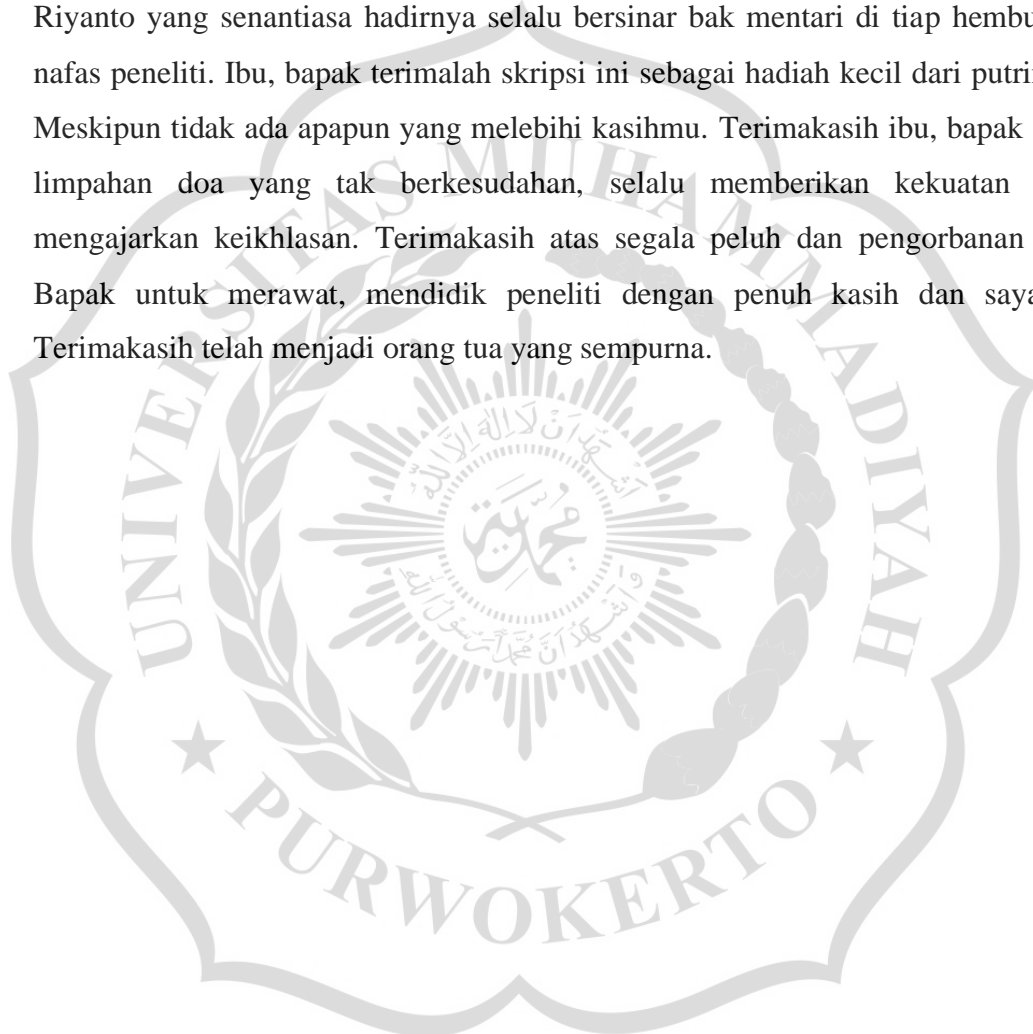 Riyanto yang senantiasa hadirnya selalu bersinar bak mentari di tiap hembu
nafas peneliti. Ibu, bapak terimalah skripsi ini sebagai hadiah kecil dari putri
Meskipun tidak ada apapun yang melebihi kasihmu. Terimakasih ibu, bapak
limpahan doa yang tak berkesudahan, selalu memberikan kekuatan
mengajarkan keikhlasan. Terimakasih atas segala peluh dan pengorbanan
Bapak untuk merawat, mendidik peneliti dengan penuh kasih dan saya
Terimakasih telah menjadi orang tua yang sempurna.
UNIVERSITAS MUHAMMADIYAH
أَشْهَدُ أَنْ لَا إِلٰهَ إِلَّا اللّٰهُ
محمدية
وَأَشْهَدُ أَنَّ مُحَمَّدًا رَسُوْلُ اللّٰهِ
PURWOKERTO